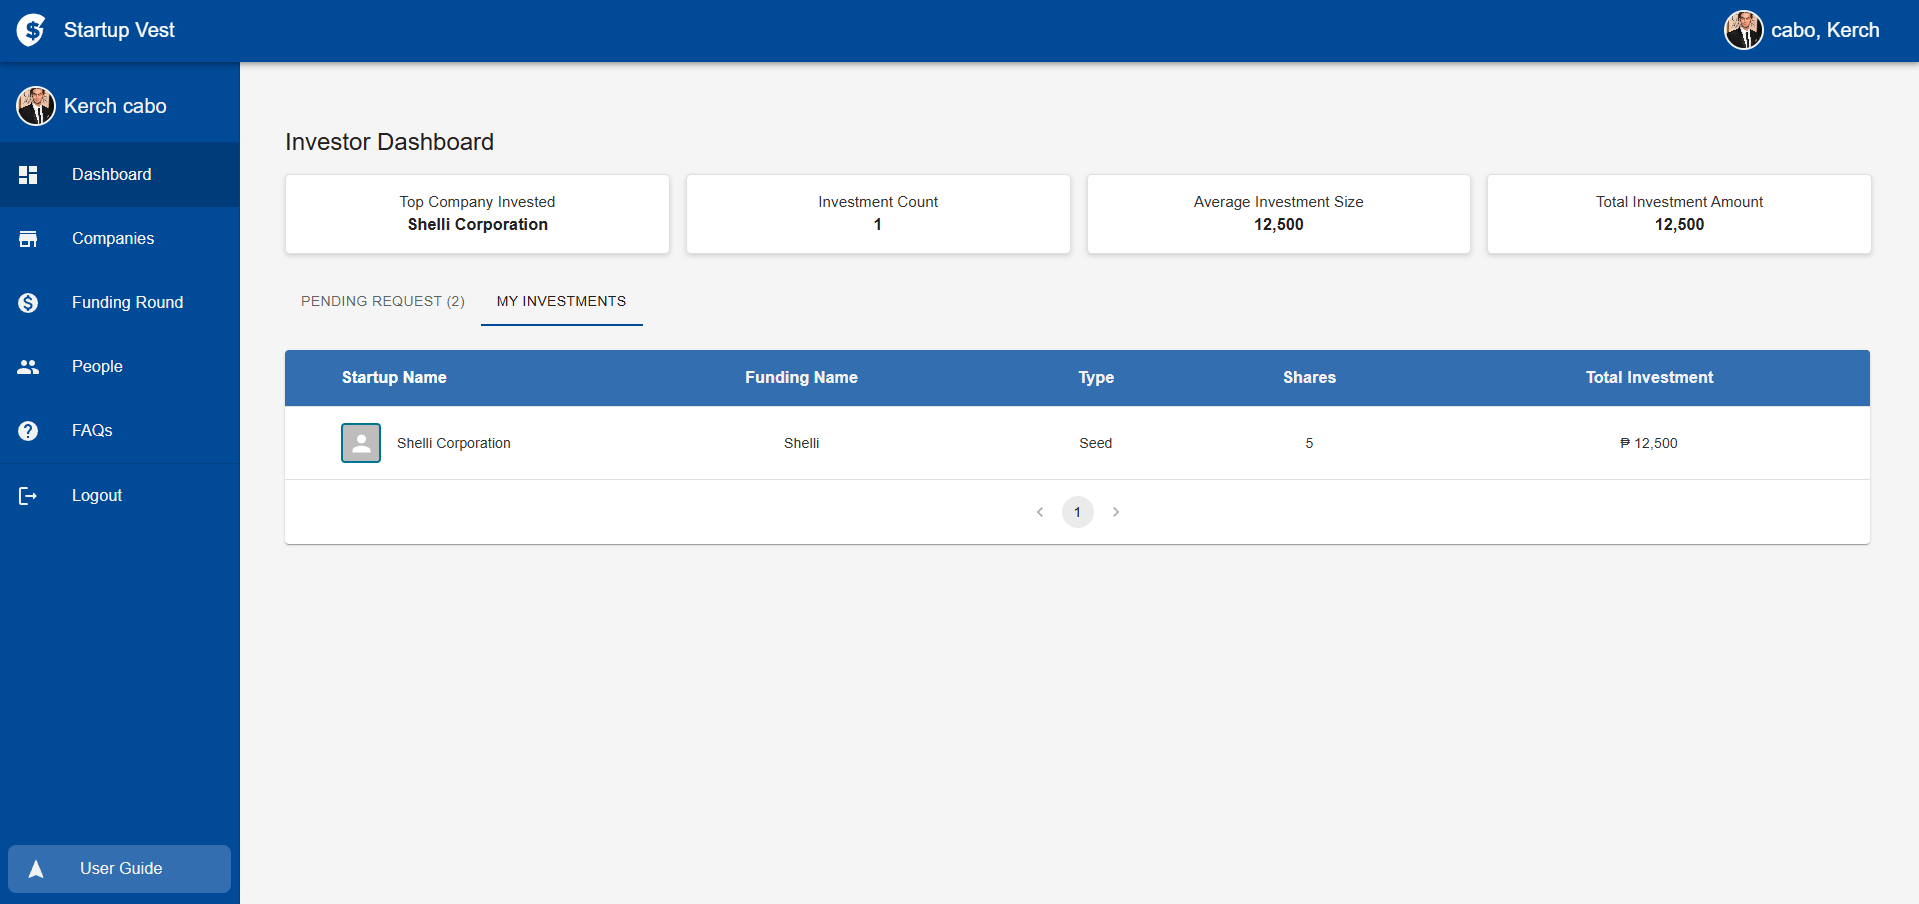 Startup Vest
cabo, Kerch
Kerch cabo
Dashboard
Companies
Funding Round
People
FAQs
Logout
User Guide
Investor Dashboard
Top Company Invested
Shelli Corporation
Investment Count
1
Average Investment Size
12,500
Total Investment Amount
12,500
PENDING REQUEST (2) MY INVESTMENTS
Startup Name Funding Name Type Shares Total Investment
Shelli Corporation Shelli Seed 5 ₱ 12,500
1